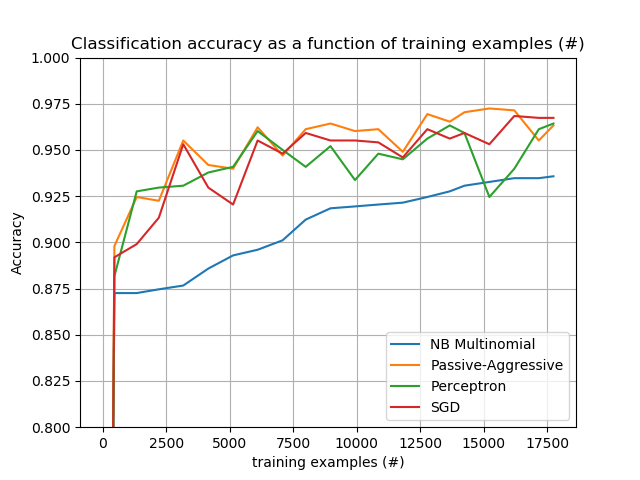 Classification accuracy as a function of training examples (#)
1.000
0.975
0.950
0.925
0.900
0.875
0.850
0.825
0.800
Accuracy
NB Multinomial
Passive-Aggressive
Perceptron
SGD
0 2500 5000 7500 10000 12500 15000 17500
training examples (#)